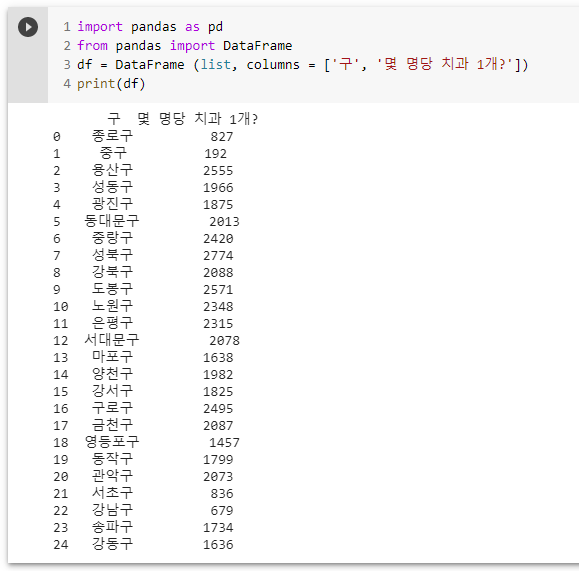 1 import pandas as pd
2 from pandas import DataFrame
3 df = DataFrame (list, columns = ['구', '몇 명당 치과 1개?'])
4 print(df)
구 몇 명당 치과 1개?
0 종로구 827
1 중구 192
2 용산구 2555
3 성동구 1966
4 광진구 1875
5 동대문구 2013
6 중랑구 2420
7 성북구 2774
8 강북구 2088
9 도봉구 2571
10 노원구 2348
11 은평구 2315
12 서대문구 2078
13 마포구 1638
14 양천구 1982
15 강서구 1825
16 구로구 2495
17 금천구 2087
18 영등포구 1457
19 동작구 1799
20 관악구 2073
21 서초구 836
22 강남구 679
23 송파구 1734
24 강동구 1636